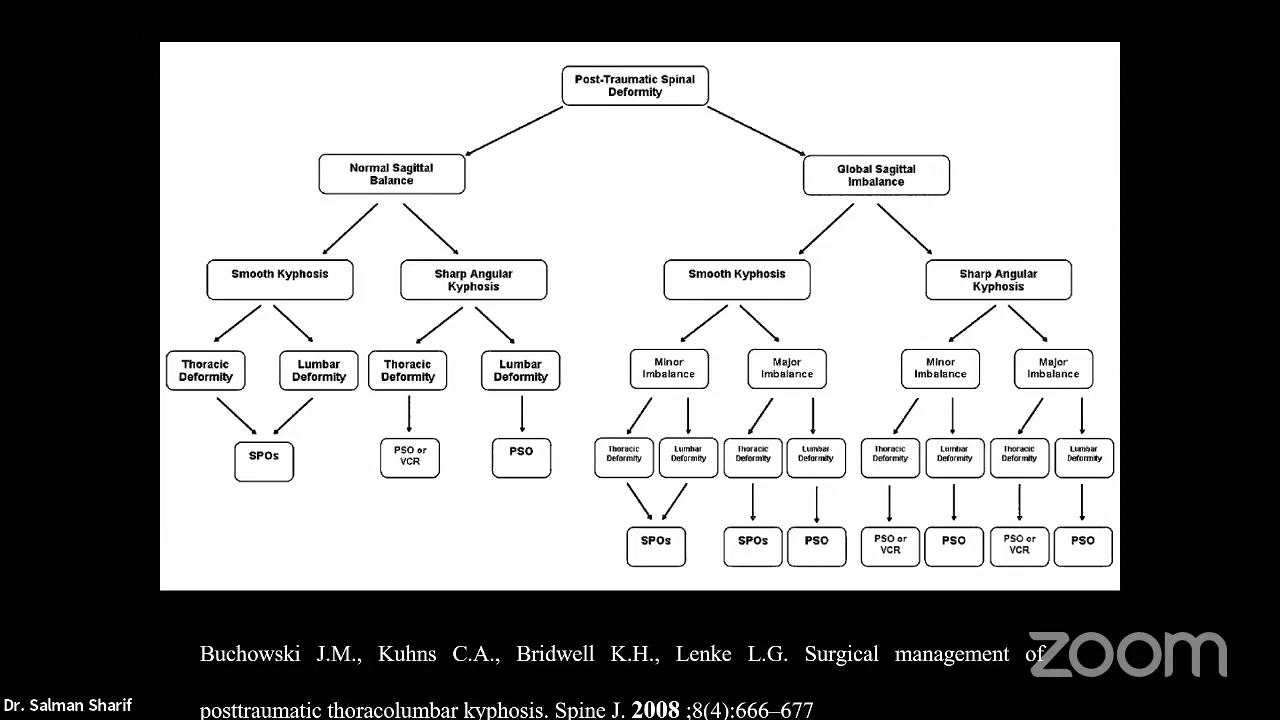 Post-Traumatic Spinal
Deformity
Normal Sagittal
Balance
Global Sagittal
Imbalance
Smooth Kyphosis
Sharp Angular
Kyphosis
Smooth Kyphosis
Sharp Angular
Kyphosis
Thoracic
Deformity
Lumbar
Deformity
Thoracic
Deformity
Lumbar
Deformity
Minor
Imbalance
Major
Imbalance
Minor
Imbalance
Major
Imbalance
SPOs
PSO or
VCR
PSO
Thoracic
Deformity
Lumbar
Deformity
Thoracic
Deformity
Lumbar
Deformity
Thoracic
Deformity
Lumbar
Deformity
Thoracic
Deformity
Lumbar
Deformity
SPOs
SPOs
PSO
PSO or
VCR
PSO
PSO or
VCR
PSO
Buchowski J.M., Kuhns C.A., Bridwell K.H., Lenke L.G. Surgical management of
posttraumatic thoracolumbar kyphosis. Spine J. 2008 ;8(4):666–677
zoom
Dr. Salman Sharif